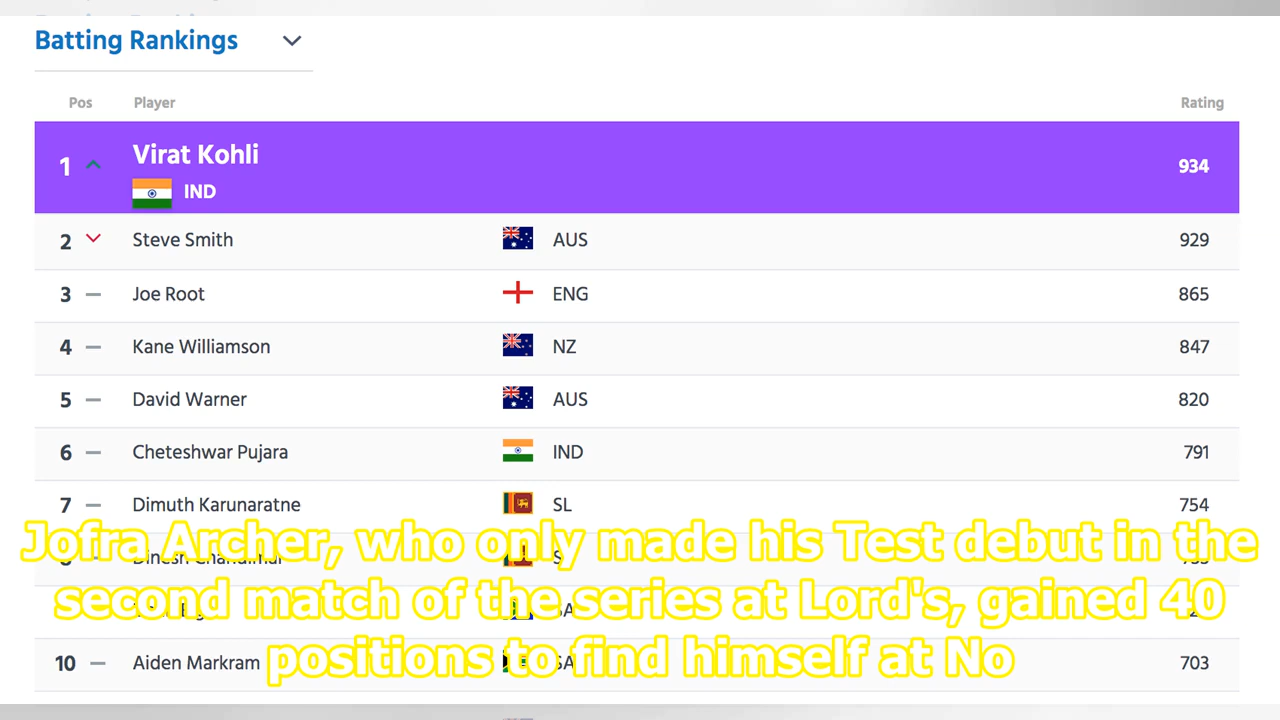 Batting Rankings
Pos Player Rating
1 Virat Kohli 934
IND
2 Steve Smith AUS 929
3 Joe Root ENG 865
4 Kane Williamson NZ 847
5 David Warner AUS 820
6 Cheteshwar Pujara IND 791
7 Dimuth Karunaratne SL 754
Jofra Archer, who only made his Test debut in the
second match of the series at Lord's, gained 40
positions to find himself at No
10 Aiden Markram SA 703